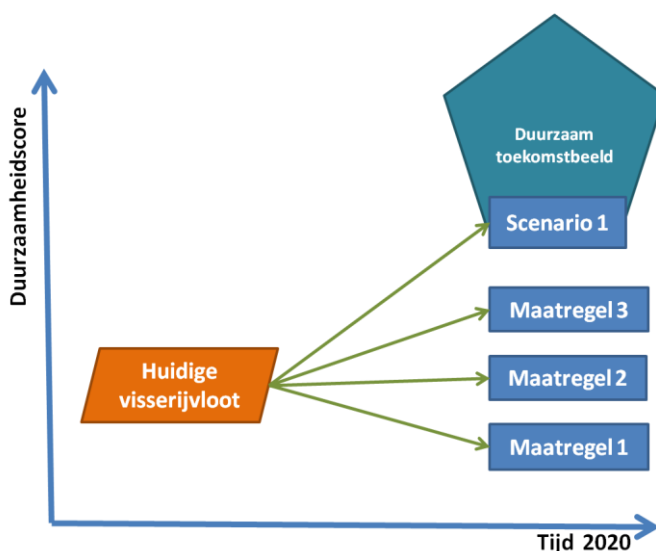 Duurzaamheidscore
Duurzaam
toekomstbeeld
Scenario 1
Maatregel 3
Huidige
visserijvloot
Maatregel 2
Maatregel 1
Tijd 2020